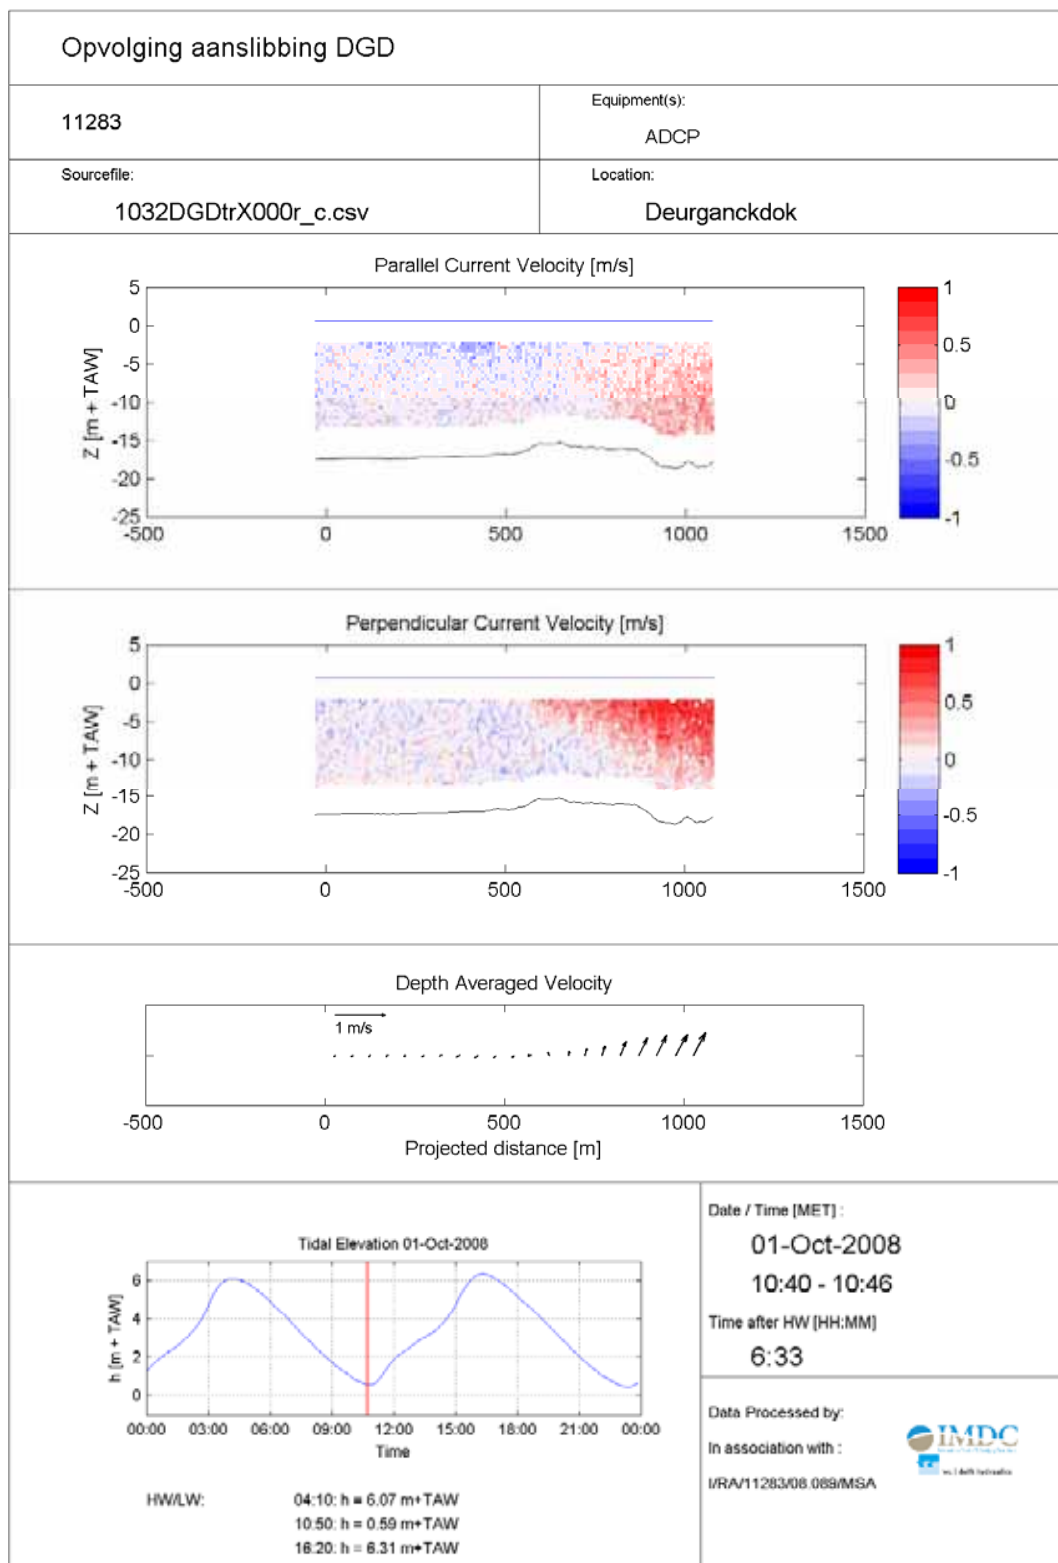 Opvolging aanslibbing DGD
11283
Equipment(s):
ADCP
Sourcefile:
1032DGDtrX000r_c.csv
Location:
Deurganckdok
Parallel Current Velocity [m/s]
5
0
-5
-10
-15
-20
-25
Z [m + TAW]
-500
0
500
1000
1500
1
0.5
0
-0.5
-1
Perpendicular Current Velocity [m/s]
5
0
-5
-10
-15
-20
-25
Z [m + TAW]
-500
0
500
1000
1500
1
0.5
0
-0.5
-1
Depth Averaged Velocity
1 m/s
-500
0
500
1000
1500
Projected distance [m]
Tidal Elevation 01-Oct-2008
6
4
2
0
h [m + TAW]
00:00
03:00
06:00
09:00
12:00
15:00
18:00
21:00
00:00
Time
HW/LW:
04:10: h = 6.07 m+TAW
10:50: h = 0.59 m+TAW
16:20: h = 6.31 m+TAW
Date / Time [MET] :
01-Oct-2008
10:40 - 10:46
Time after HW [HH:MM]
6:33
Data Processed by:
In association with :
I/RA/11283/08.089/MSA
IMDC
wl | delft hydraulics